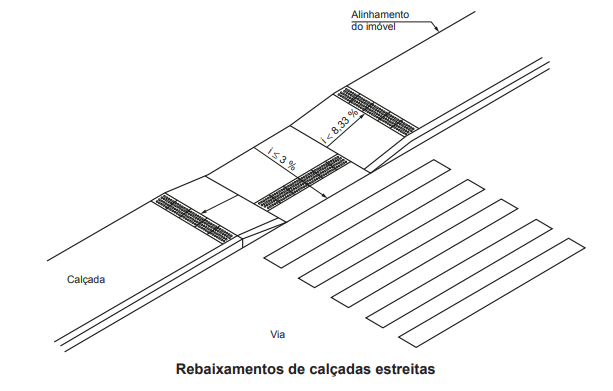 Alinhamento
do imóvel
i < 8,33 %
i ≤ 3 %
Calçada
Via
Rebaixamentos de calçadas estreitas